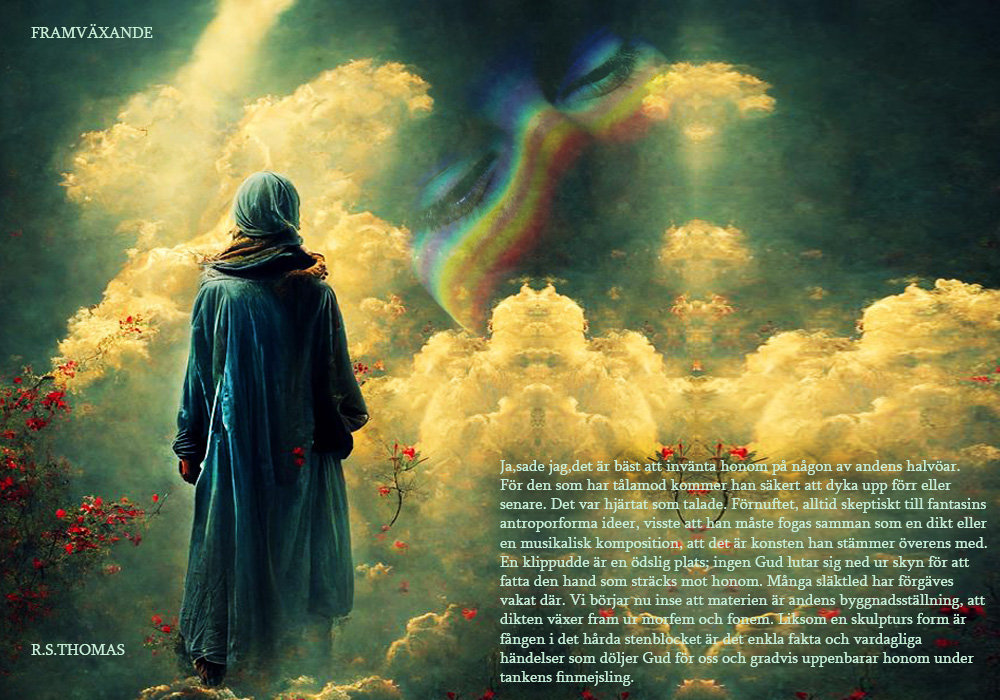 FRAMVÄXANDE
Ja,sade jag,det är bäst att invänta honom på någon av andens halvöar.
För den som har tålamod kommer han säkert att dyka upp förr eller
senare. Det var hjärtat som talade. Förnuftet, alltid skeptiskt till fantasins
antroporforma ideer, visste att han måste fogas samman som en dikt eller
en musikalisk komposition, att det är konsten han stämmer överens med.
En klippudde är en ödslig plats; ingen Gud lutar sig ned ur skyn för att
fatta den hand som sträcks mot honom. Många släktled har förgäves
vakat där. Vi börjar nu inse att materien är andens byggnadsställning, att
dikten växer fram ur morfem och fonem. Liksom en skulpturs form är
fången i det hårda stenblocket är det enkla fakta och vardagliga
händelser som döljer Gud för oss och gradvis uppenbarar honom under
tankens finmejsling.
R.S.THOMAS